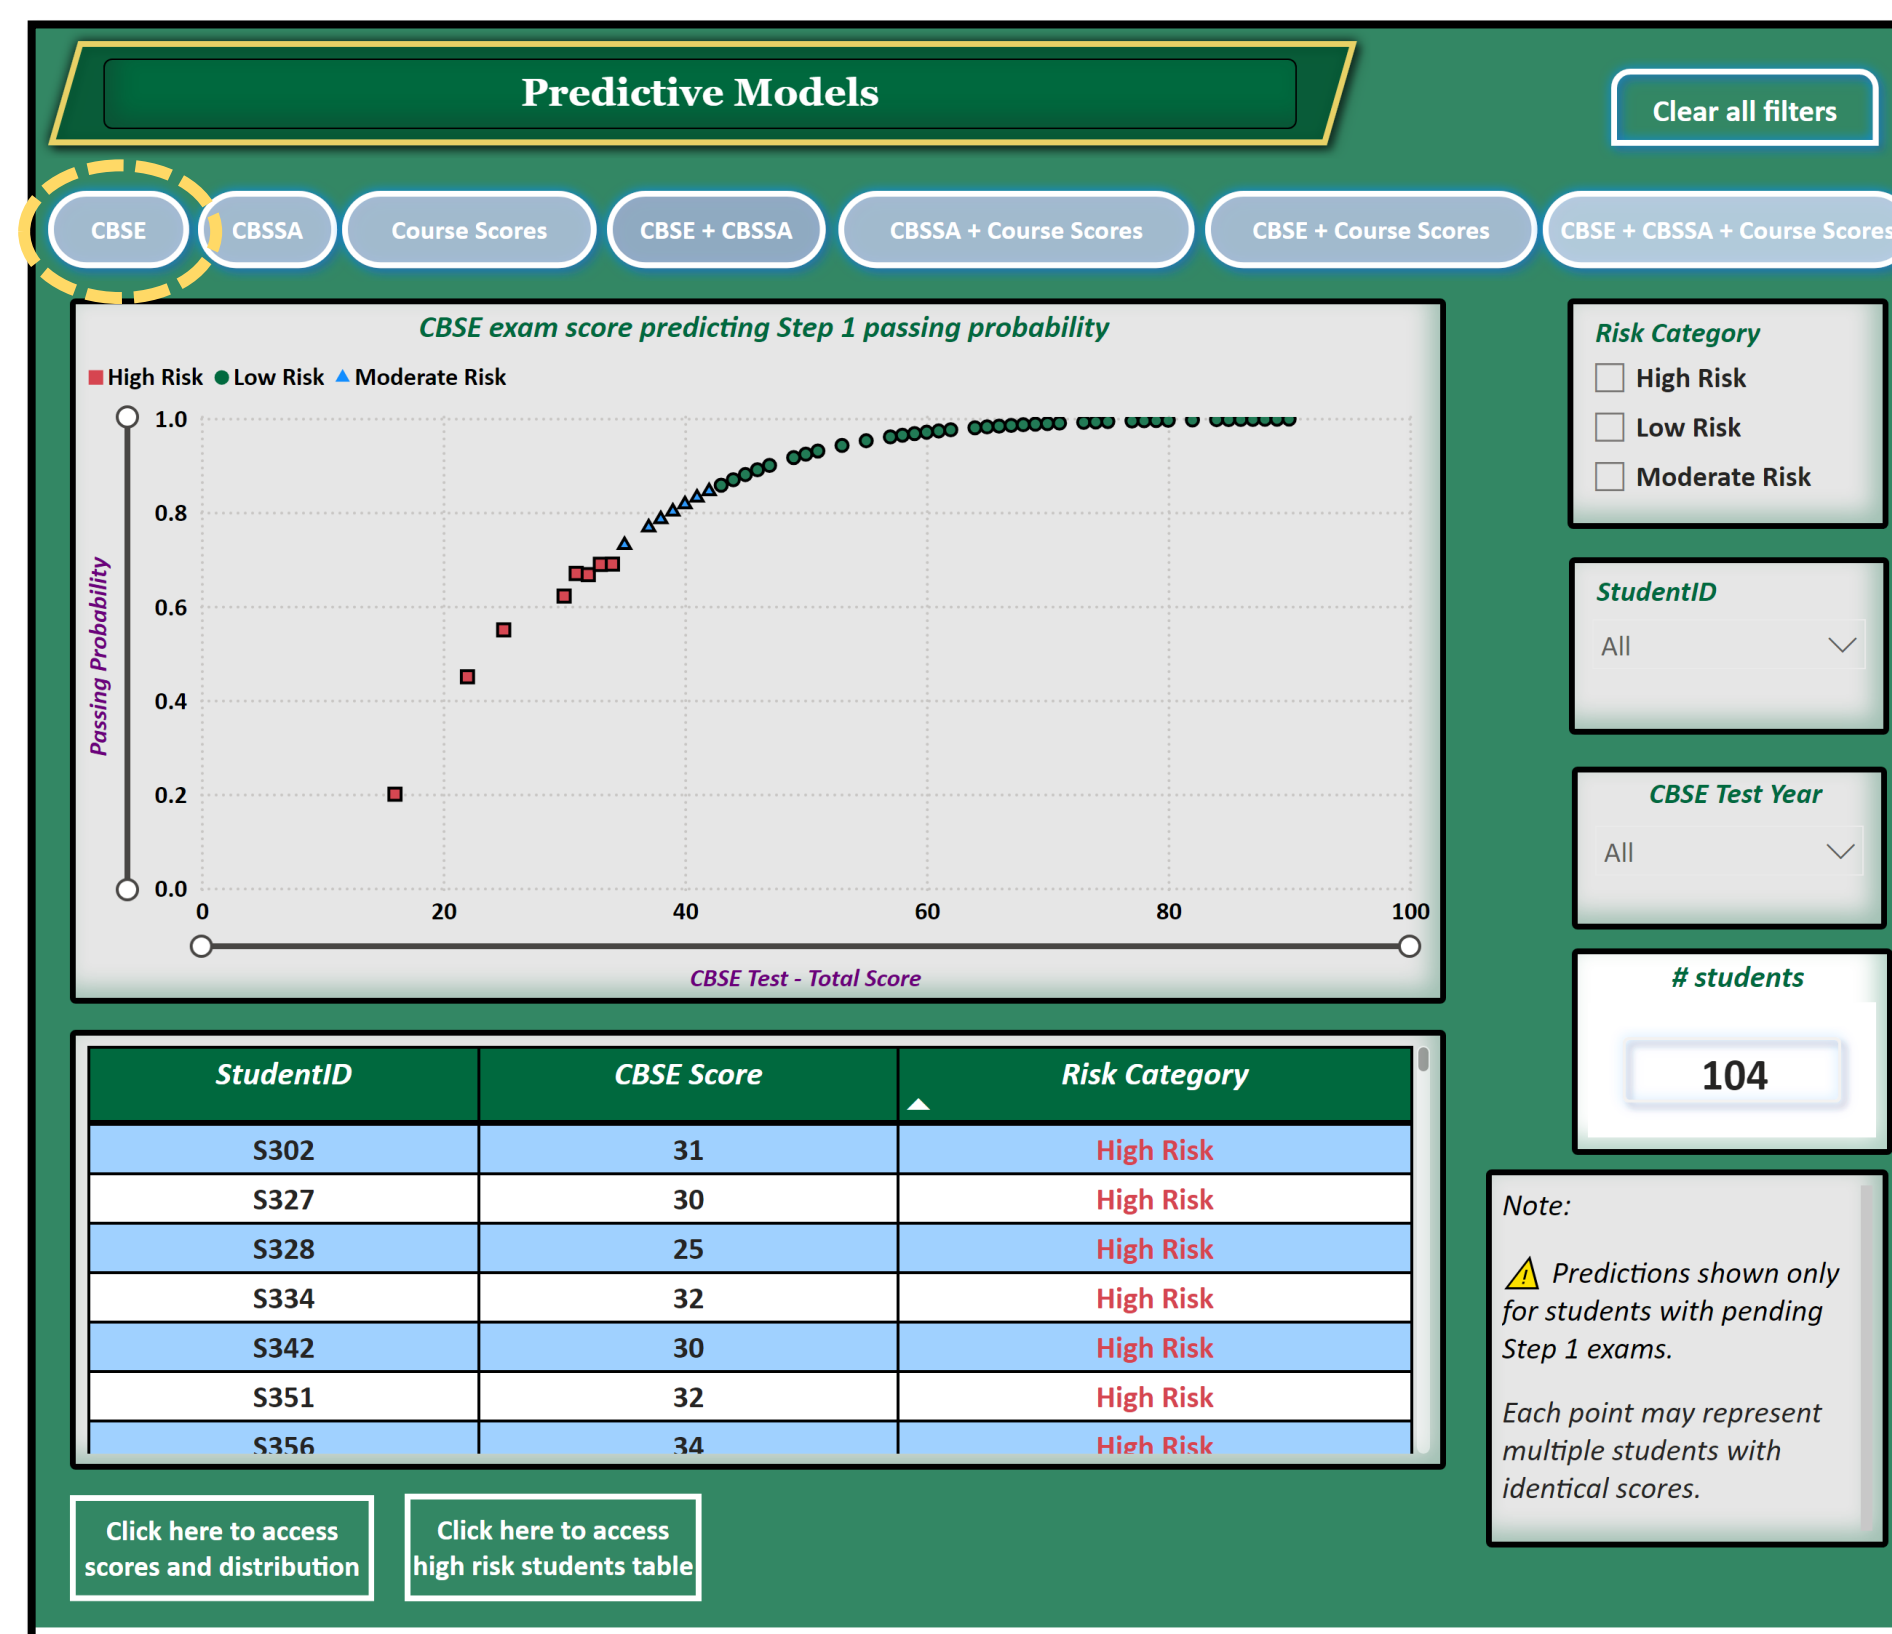 Predictive Models
Clear all filters
CBSE
CBSSA
Course Scores
CBSE + CBSSA
CBSSA + Course Scores
CBSE + Course Scores
CBSE + CBSSA + Course Scores
CBSE exam score predicting Step 1 passing probability
High Risk Low Risk Moderate Risk
Passing Probability
1.0
0.8
0.6
0.4
0.2
0.0
0 20 40 60 80 100
CBSE Test - Total Score
Risk Category
High Risk
Low Risk
Moderate Risk
StudentID
All
CBSE Test Year
All
# students
104
StudentID CBSE Score Risk Category
S302 31 High Risk
S327 30 High Risk
S328 25 High Risk
S334 32 High Risk
S342 30 High Risk
S351 32 High Risk
S356 34 High Risk
Note:
⚠ Predictions shown only
for students with pending
Step 1 exams.
Each point may represent
multiple students with
identical scores.
Click here to access
scores and distribution
Click here to access
high risk students table